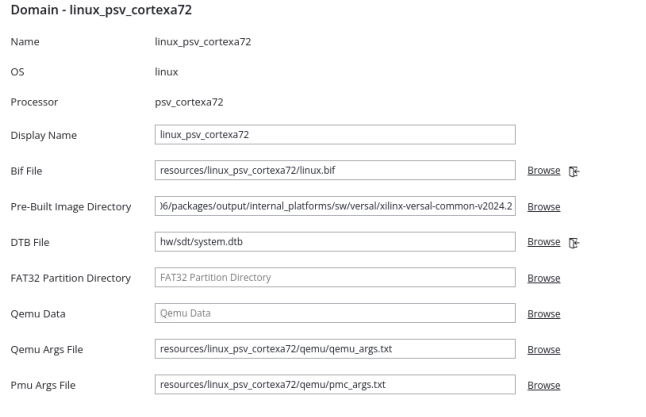 Domain - linux_psv_cortexa72
Name linux_psv_cortexa72
OS linux
Processor psv_cortexa72
Display Name linux_psv_cortexa72
Bif File resources/linux_psv_cortexa72/linux.bif Browse
Pre-Built Image Directory 06/packages/output/internal_platforms/sw/versal/xilinx-versal-common-v2024.2 Browse
DTB File hw/sdt/system.dtb Browse
FAT32 Partition Directory FAT32 Partition Directory Browse
Qemu Data Qemu Data Browse
Qemu Args File resources/linux_psv_cortexa72/qemu/qemu_args.txt Browse
Pmu Args File resources/linux_psv_cortexa72/qemu/pmc_args.txt Browse